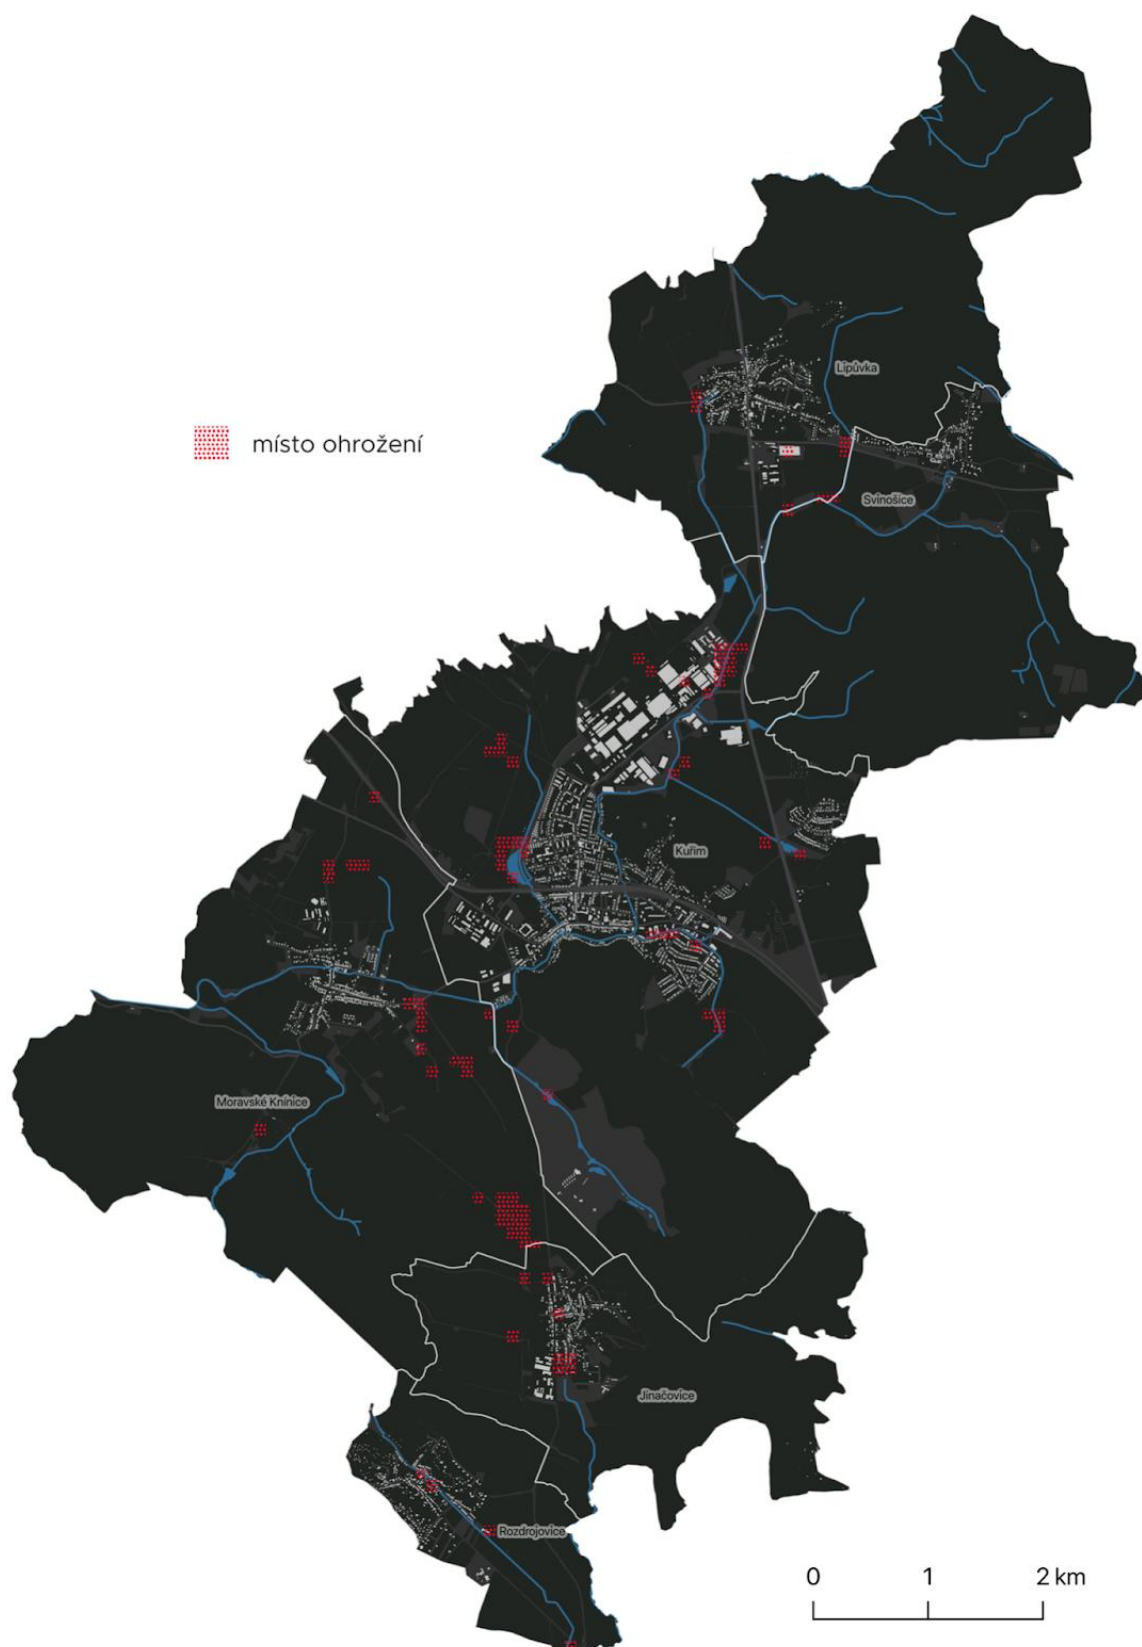 Lipůvka
místo ohrožení
Svinošice
Kuřim
Moravské Knínice
Jinačovice
Rozdrojovice
0 1 2 km